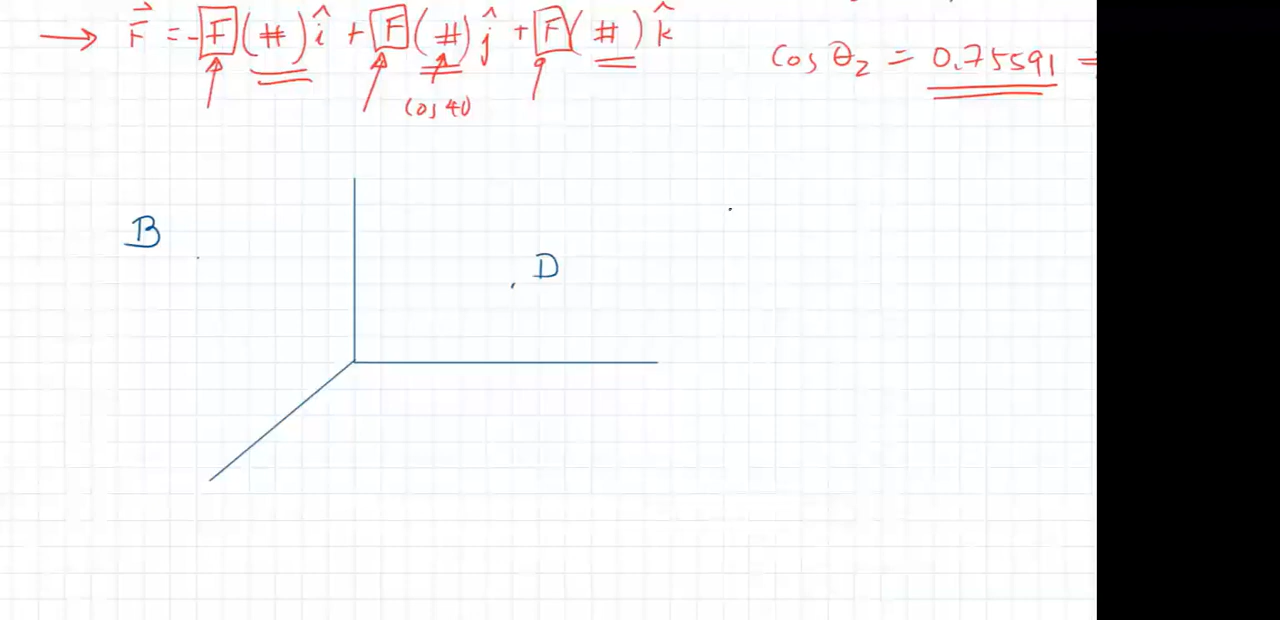 → F⃗ = -F(#)î + F(#)ĵ + F(#)k̂
cos θ₂ = 0.75591 =
cos 40
B
D